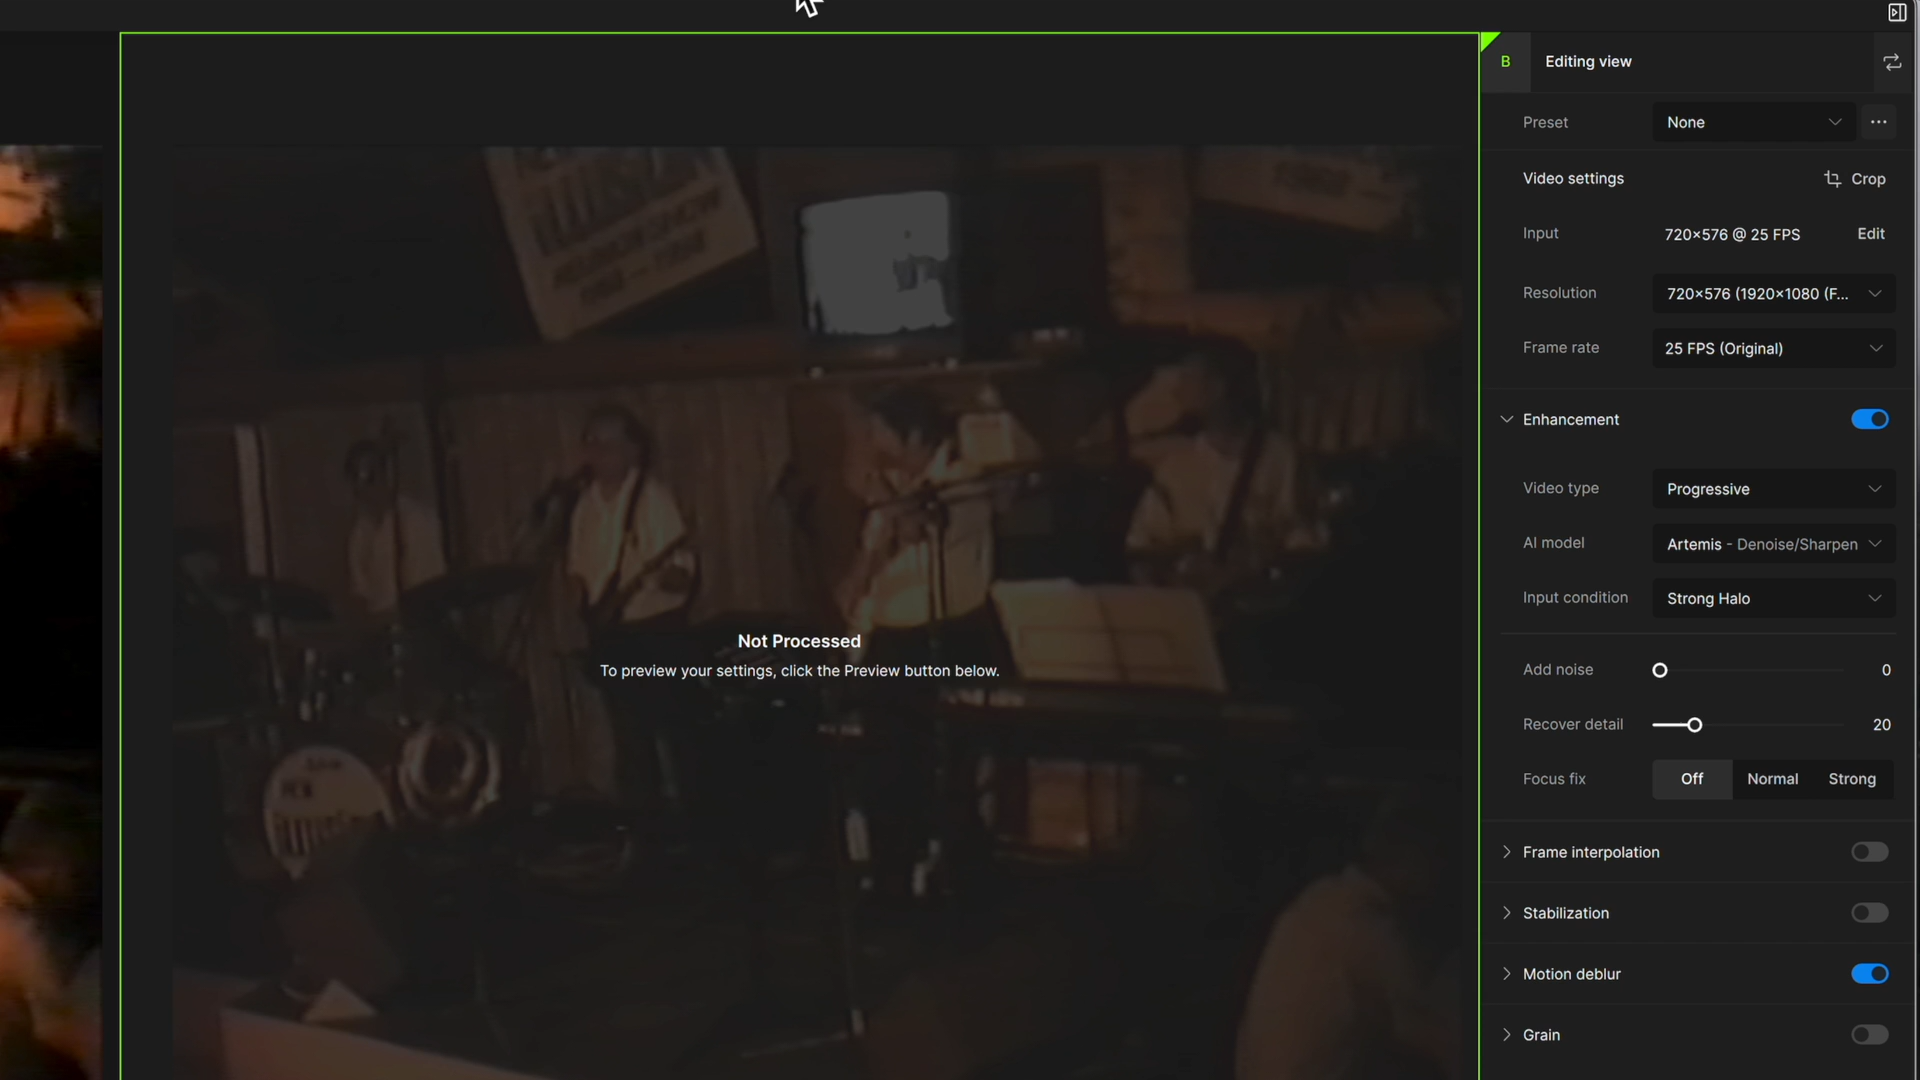 B
Editing view
Preset
None
Video settings
Crop
Input
720×576 @ 25 FPS
Edit
Resolution
720×576 (1920×1080 (F...
Frame rate
25 FPS (Original)
Enhancement
Video type
Progressive
AI model
Artemis - Denoise/Sharpen
Input condition
Strong Halo
Not Processed
To preview your settings, click the Preview button below.
Add noise
0
Recover detail
20
Focus fix
Off
Normal
Strong
Frame interpolation
Stabilization
Motion deblur
Grain